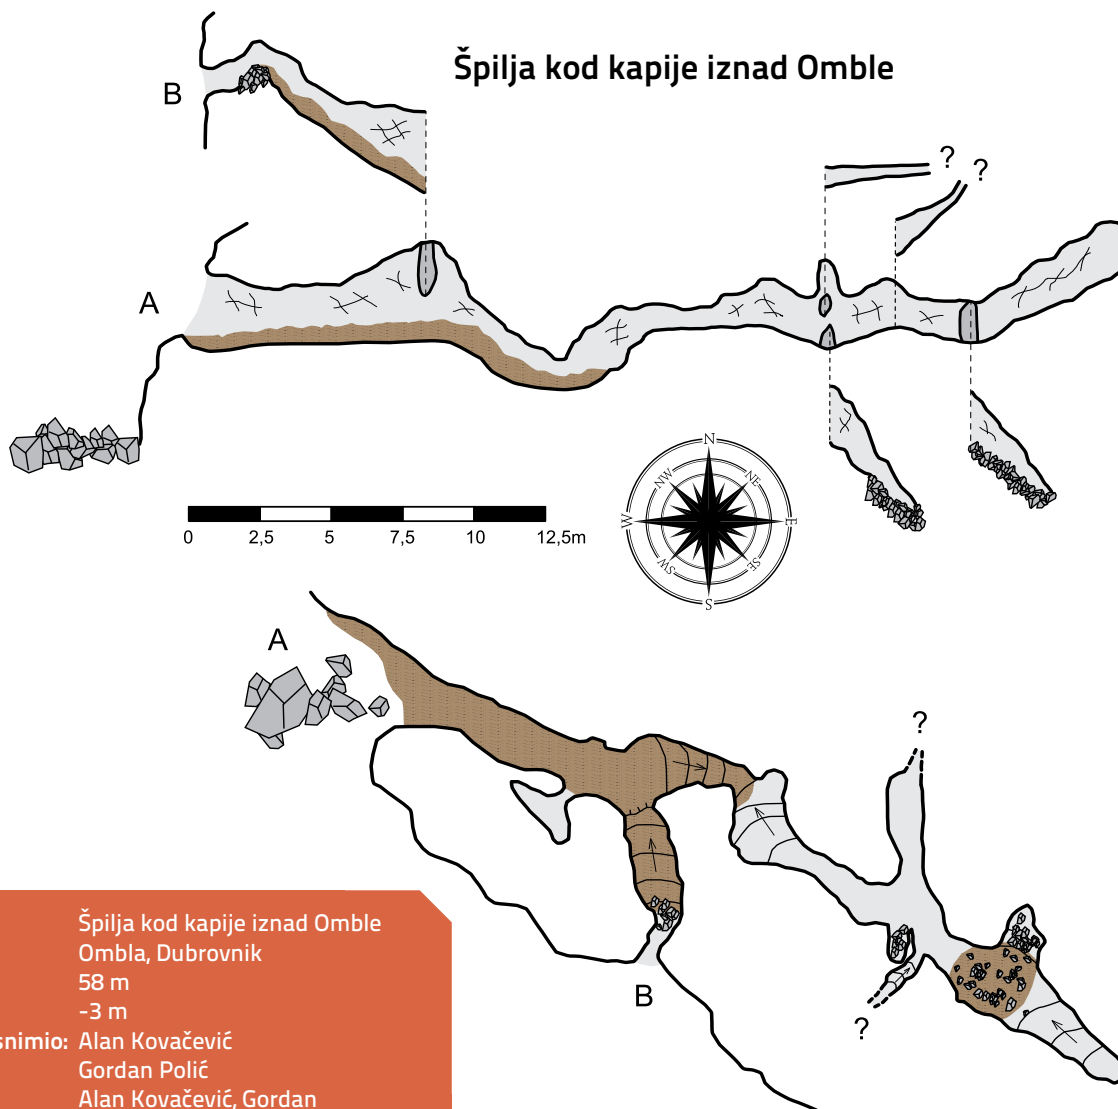 Špilja kod kapije iznad Omble
B
?
?
A
N
NW
NE
W
E
SW
SE
S
0
2,5
5
7,5
10
12,5m
A
?
B
?
Špilja kod kapije iznad Omble
Ombla, Dubrovnik
58 m
-3 m
snimio: Alan Kovačević
Gordan Polić
Alan Kovačević, Gordan